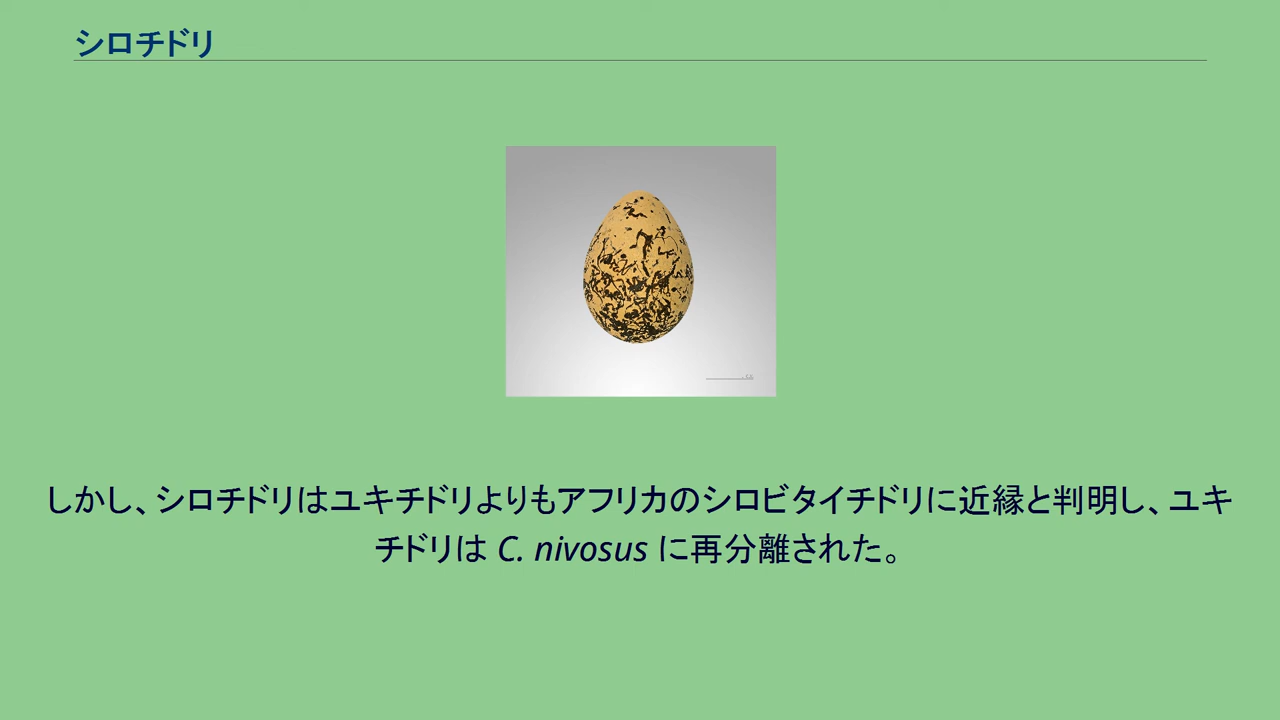 シロチドリ
しかし、シロチドリはユキチドリよりもアフリカのシロビタイチドリに近縁と判明し、ユキ
チドリは C. nivosus に再分離された。